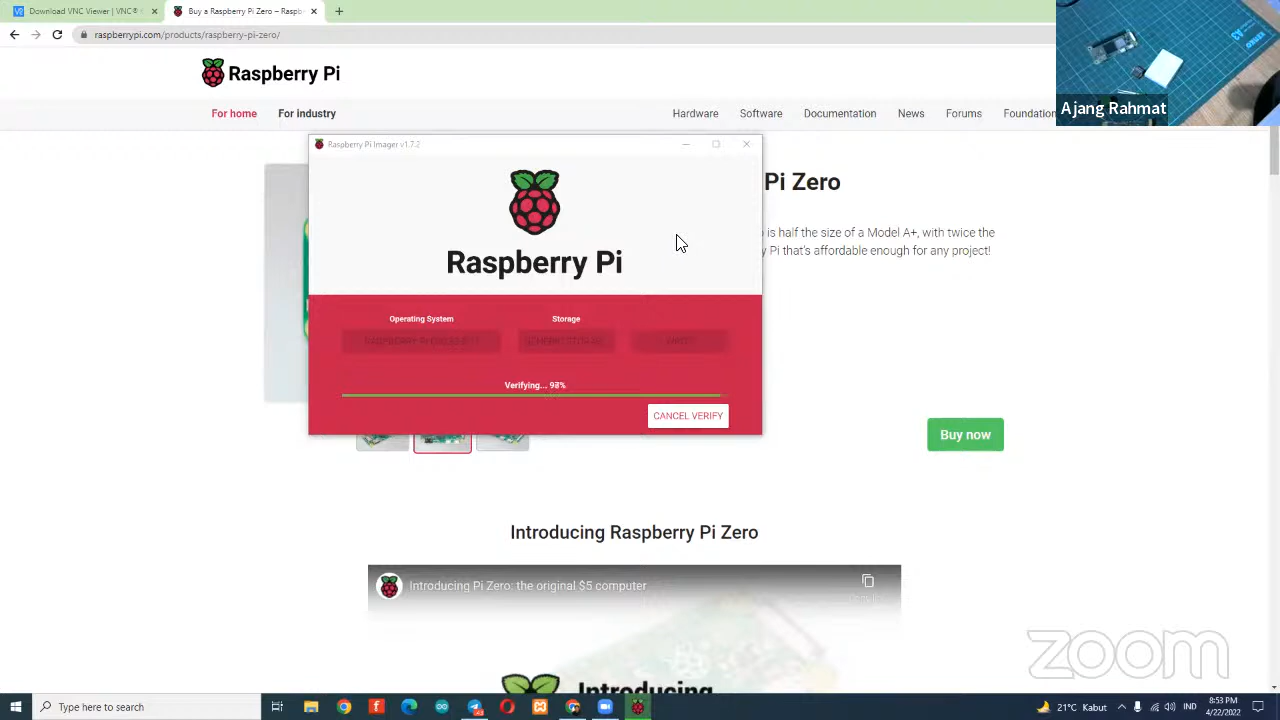 Download VNC Viewer | VNC®
Buy a Raspberry Pi Zero – Raspb
raspberrypi.com/products/raspberry-pi-zero/
Raspberry Pi
For home
For industry
Hardware
Software
Documentation
News
Forums
Foundation
Ajang Rahmat
Raspberry Pi Imager v1.7.2
Pi Zero
Raspberry Pi
is half the size of a Model A+, with twice the
y Pi that's affordable enough for any project!
Operating System
Storage
WRITE
Verifying...
CANCEL VERIFY
Buy now
Introducing Raspberry Pi Zero
Introducing Pi Zero: the original $5 computer
Introducing
zoom
Type here to search
21°C Kabut
IND
8:53 PM
4/22/2022